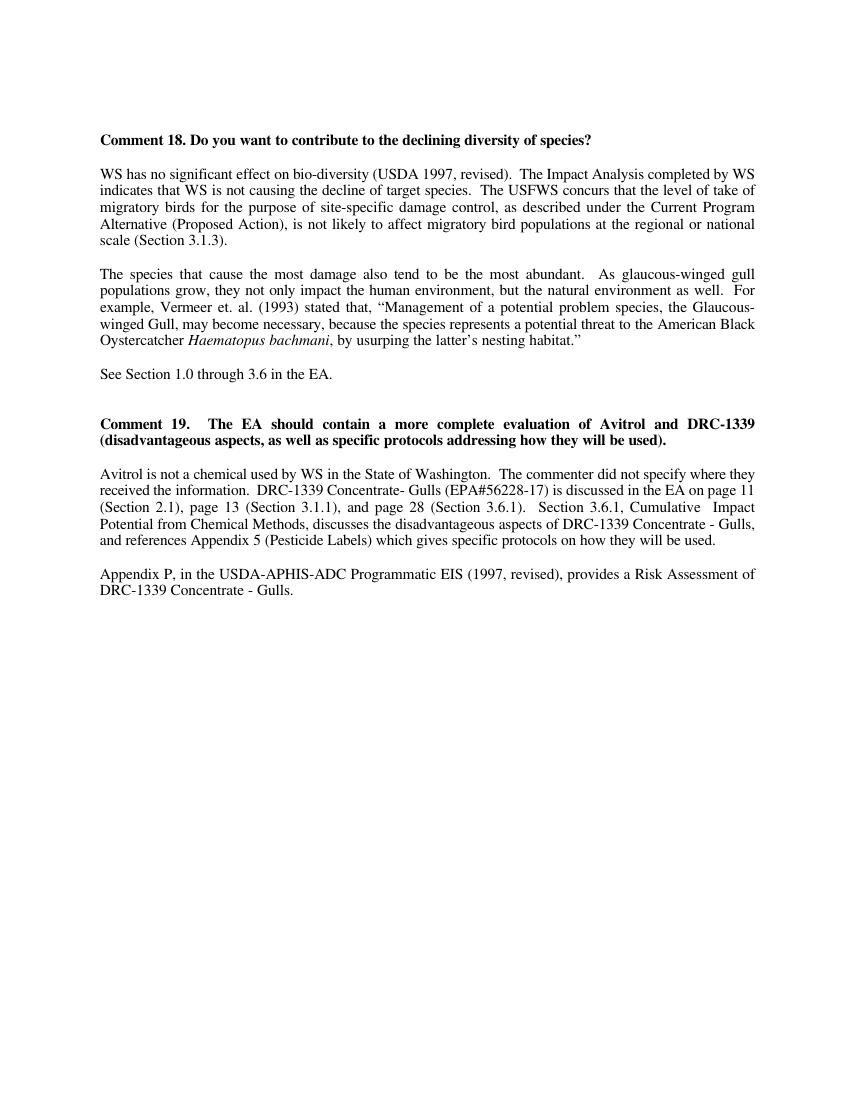 Comment 18. Do you want to contribute to the declining diversity of species?
WS has no significant effect on bio-diversity (USDA 1997, revised).  The Impact Analysis completed by WS
indicates that WS is not causing the decline of target species.  The USFWS concurs that the level of take of
migratory birds for the purpose of site-specific damage control, as described under the Current Program
Alternative (Proposed Action), is not likely to affect migratory bird populations at the regional or national
scale (Section 3.1.3).
The species that cause the most damage also tend to be the most abundant.  As glaucous-winged gull
populations grow, they not only impact the human environment, but the natural environment as well.  For
example, Vermeer et. al. (1993) stated that, “Management of a potential problem species, the Glaucous-
winged Gull, may become necessary, because the species represents a potential threat to the American Black
Oystercatcher Haematopus bachmani, by usurping the latter’s nesting habitat.”
See Section 1.0 through 3.6 in the EA.
Comment 19.  The EA should contain a more complete evaluation of Avitrol and DRC-1339
(disadvantageous aspects, as well as specific protocols addressing how they will be used).
Avitrol is not a chemical used by WS in the State of Washington.  The commenter did not specify where they
received the information.  DRC-1339 Concentrate- Gulls (EPA#56228-17) is discussed in the EA on page 11
(Section 2.1), page 13 (Section 3.1.1), and page 28 (Section 3.6.1).  Section 3.6.1, Cumulative  Impact
Potential from Chemical Methods, discusses the disadvantageous aspects of DRC-1339 Concentrate - Gulls,
and references Appendix 5 (Pesticide Labels) which gives specific protocols on how they will be used.
Appendix P, in the USDA-APHIS-ADC Programmatic EIS (1997, revised), provides a Risk Assessment of
DRC-1339 Concentrate - Gulls.